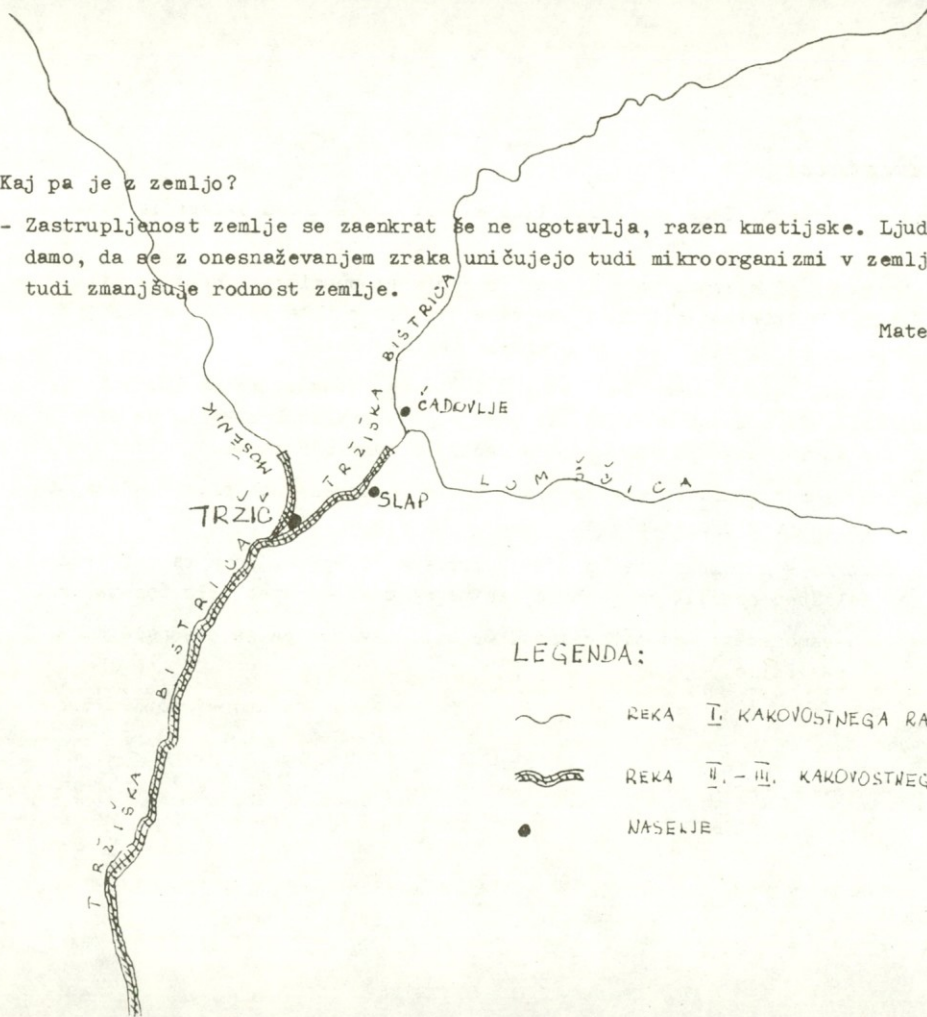 Kaj pa je z zemljo?
- Zastrupljenost zemlje se zaenkrat še ne ugotavlja, razen kmetijske. Ljud
damo, da se z onesnaževanjem zraka uničujejo tudi mikroorganizmi v zemlj
tudi zmanjšuje rodnost zemlje.
Mate
TRŽIŠKA BISTRICA
ČADOVLJE
MOŠENIK
LOMŠČICA
SLAP
TRŽIČ
TRŽIŠKA BISTRICA
LEGENDA:
REKA I. KAKOVOSTNEGA RA
REKA II. - III. KAKOVOSTNEG
NASELJE